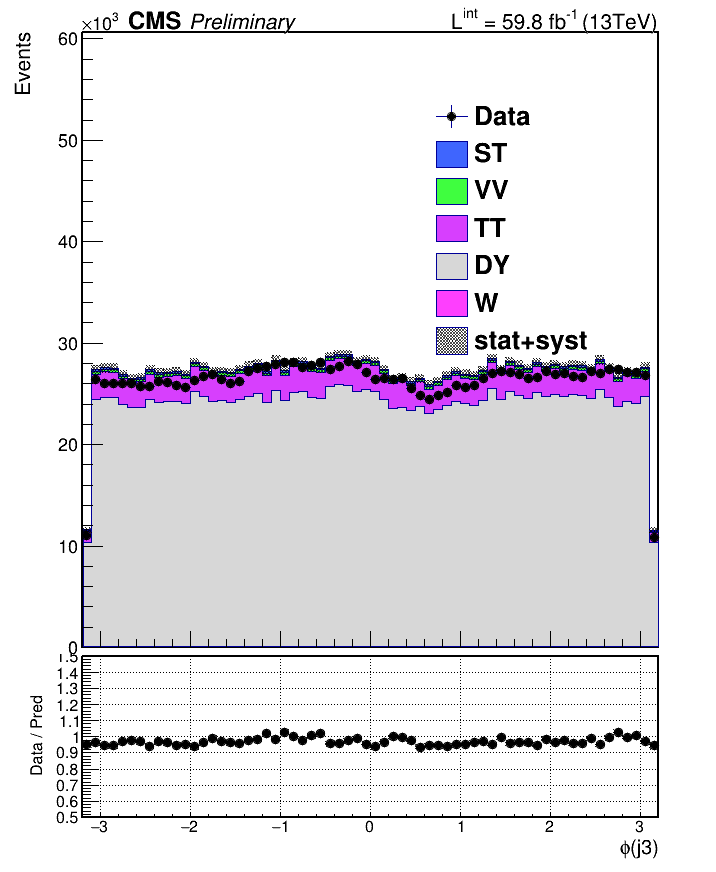 ×10³ CMS Preliminary L^int = 59.8 fb⁻¹ (13TeV)
Events
60
50
40
30
20
10
0
Data
ST
VV
TT
DY
W
stat+syst
Data / Pred
1.5
1.4
1.3
1.2
1.1
1
0.9
0.8
0.7
0.6
0.5
−3 −2 −1 0 1 2 3
ϕ(j3)